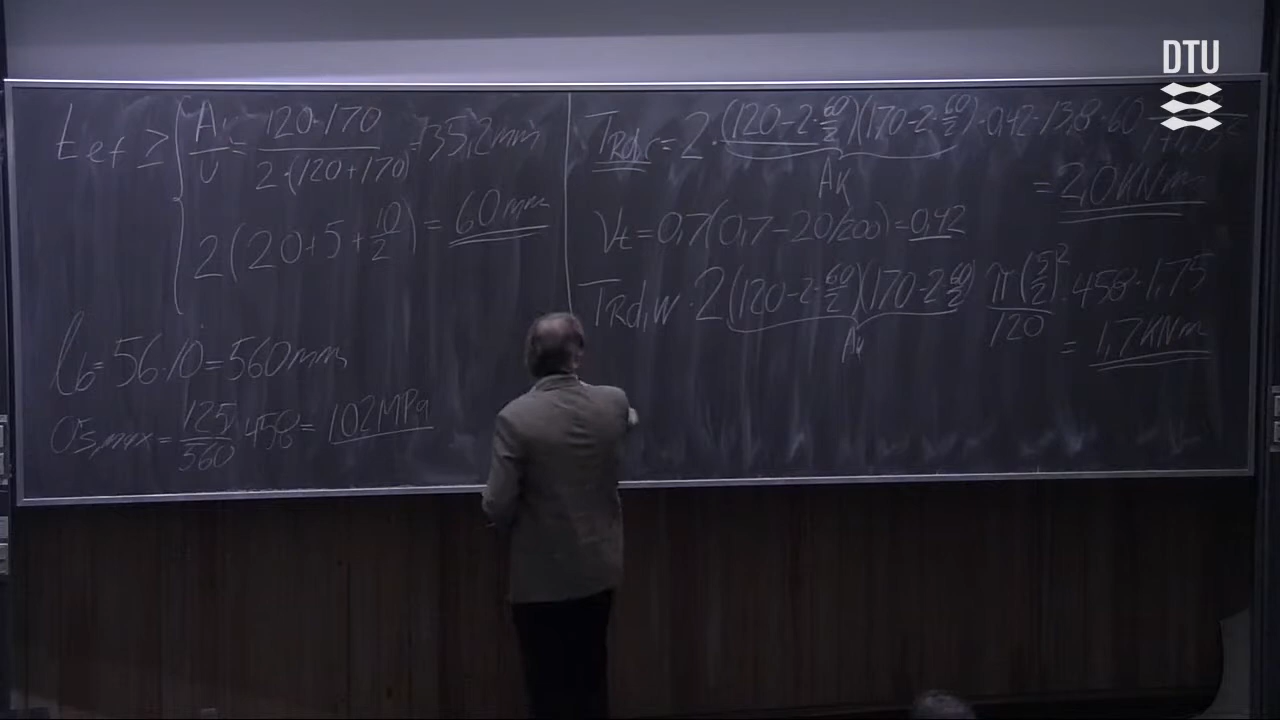 tef ≥ { A/U = 120·170 / 2·(120+170) = 35,2mm
2(20+5+10/2) = 60mm
lb = 56·10 = 560mm
σs,max = 125/560 · 458 = 102MPa
TRd,c = 2·(120-2·60/2)(170-2·60/2)·0,42·13,8·60
Ak
= 2,0KNm
Vt = 0,7(0,7-20/200) = 0,42
TRd,w · 2(120-2·60/2)(170-2·60/2) π(5/2)²/120 · 458·1,75
Ak
= 1,7KNm
DTU